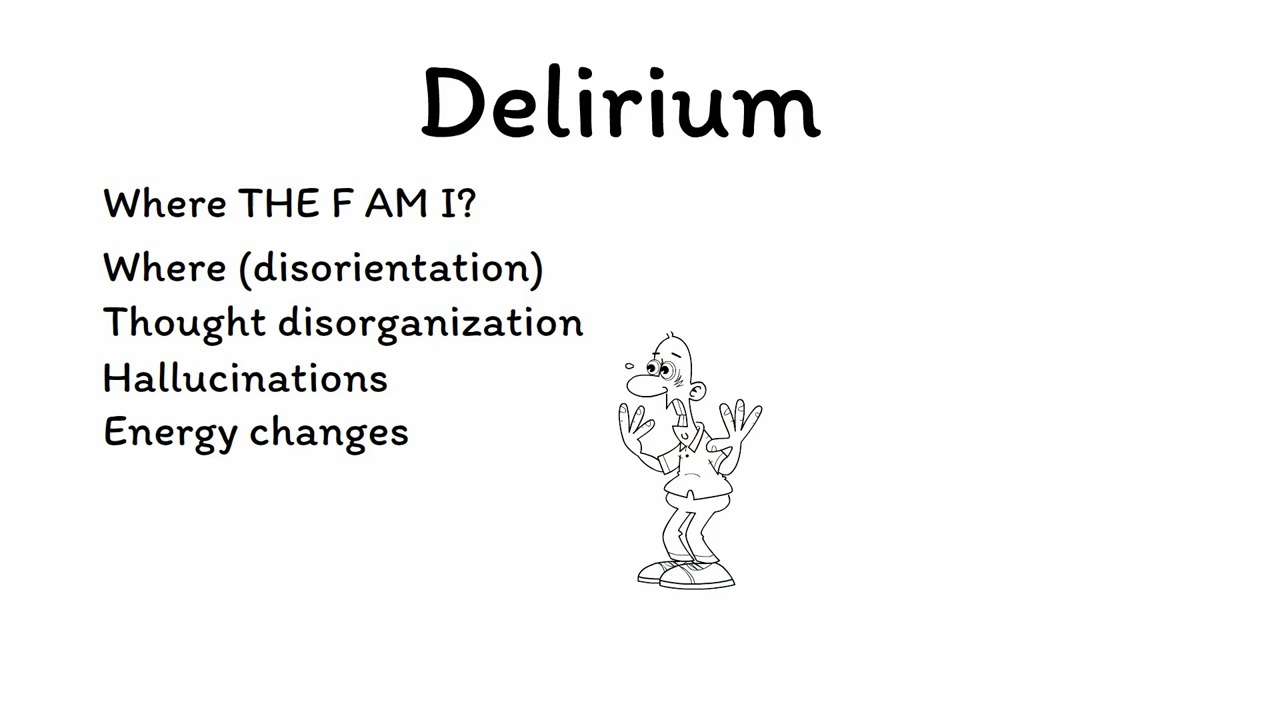 Delirium
Where THE F AM I?
Where (disorientation)
Thought disorganization
Hallucinations
Energy changes